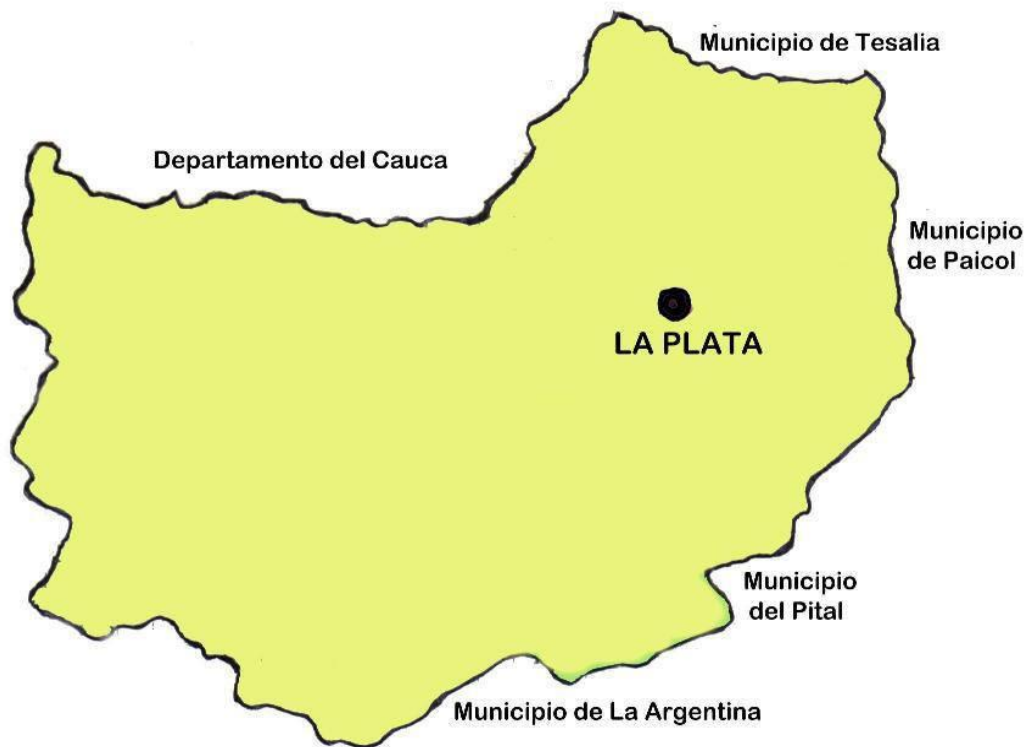 Municipio de Tesalia
Departamento del Cauca
Municipio
de Paicol
LA PLATA
Municipio
del Pital
Municipio de La Argentina